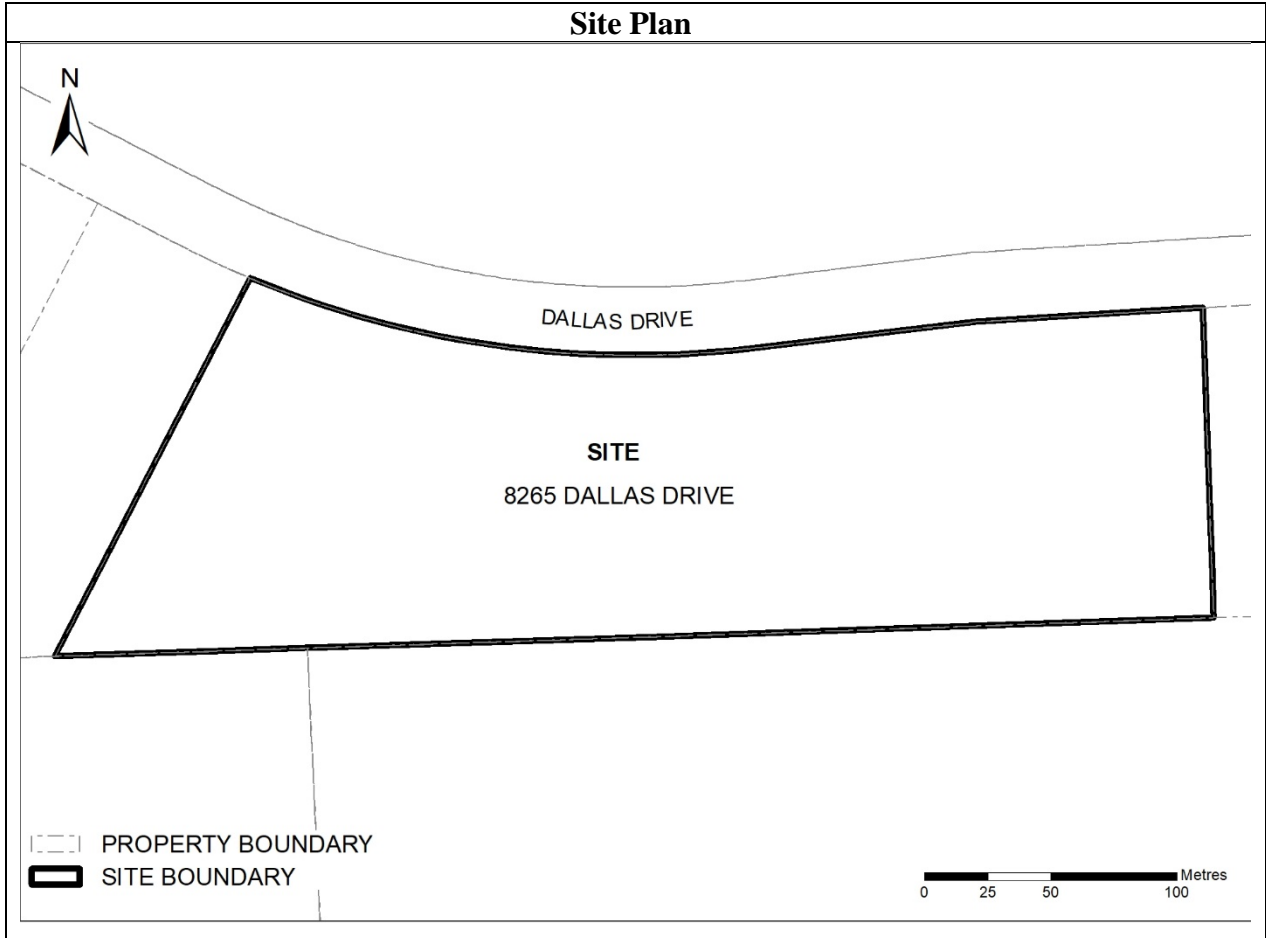 Site Plan
N
DALLAS DRIVE
SITE
8265 DALLAS DRIVE
PROPERTY BOUNDARY
SITE BOUNDARY
Metres
0 25 50 100